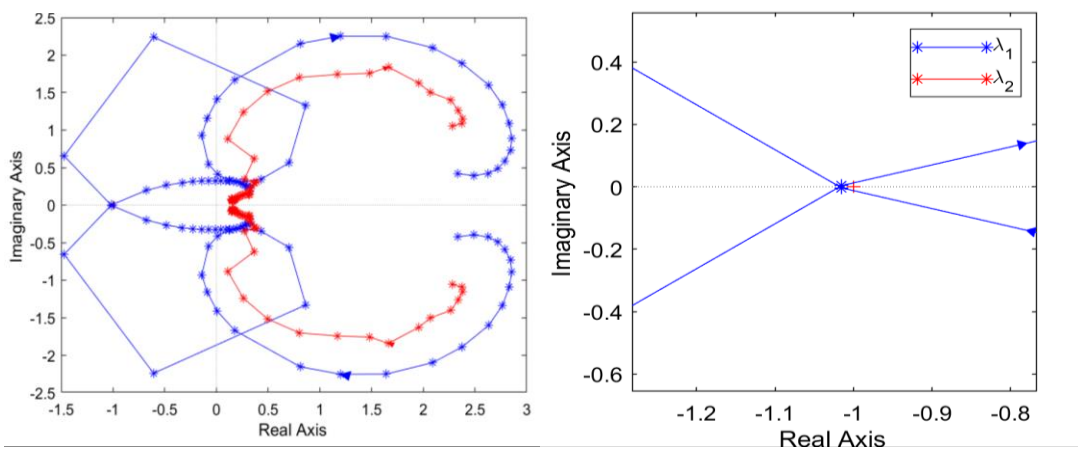 2.5
2
1.5
1
0.5
0
-0.5
-1
-1.5
-2
-2.5
Imaginary Axis
-1.5 -1 -0.5 0 0.5 1 1.5 2 2.5 3
Real Axis
0.4
0.2
0
-0.2
-0.4
-0.6
Imaginary Axis
λ1
λ2
-1.2 -1.1 -1 -0.9 -0.8
Real Axis